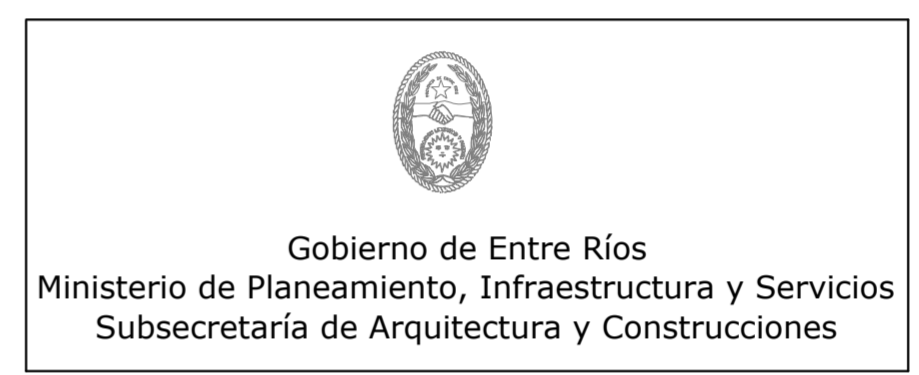 Gobierno de Entre Ríos
Ministerio de Planeamiento, Infraestructura y Servicios
Subsecretaría de Arquitectura y Construcciones